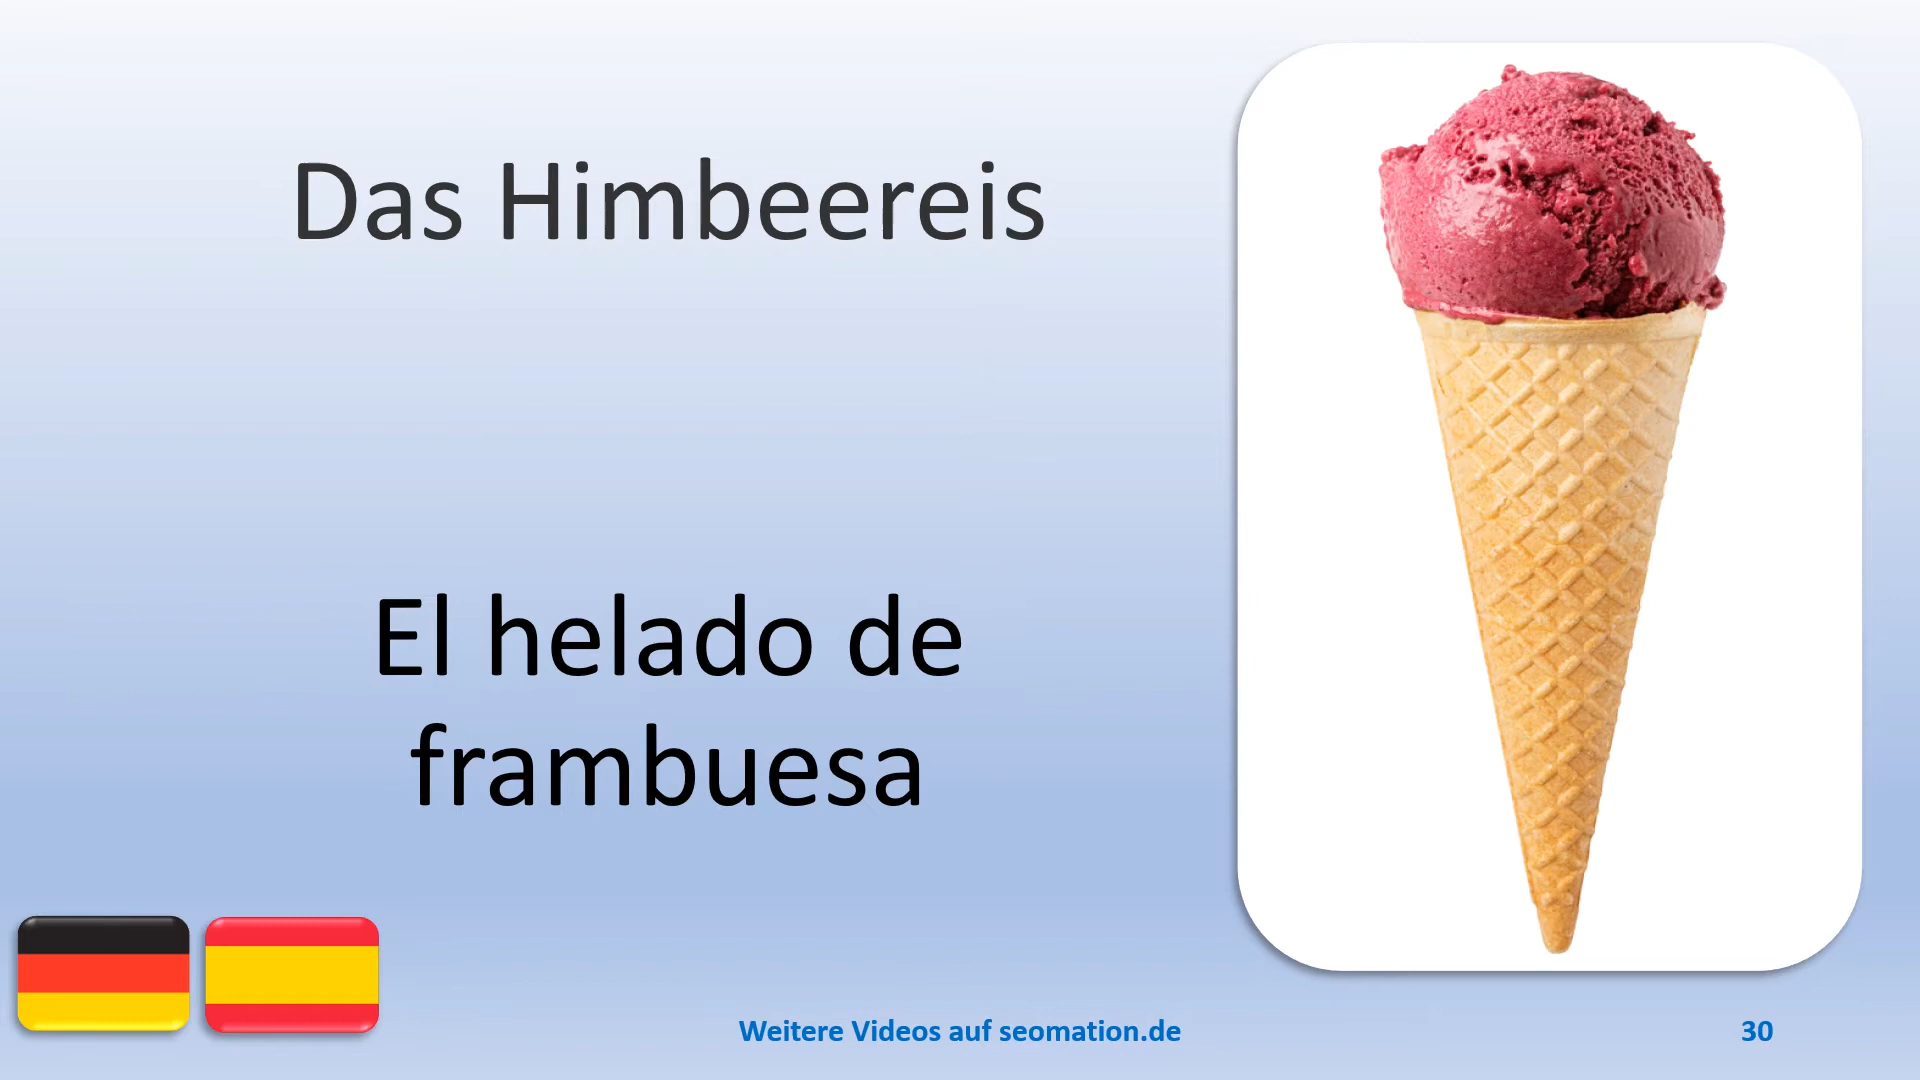 Das Himbeereis
El helado de
frambuesa
Weitere Videos auf seomation.de
30